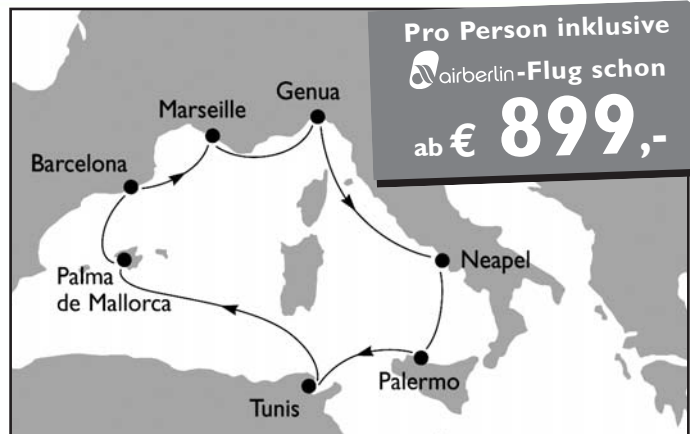 Pro Person inklusive
airberlin-Flug schon
ab € 899,-
Genua
Marseille
Barcelona
Neapel
Palma
de Mallorca
Palermo
Tunis